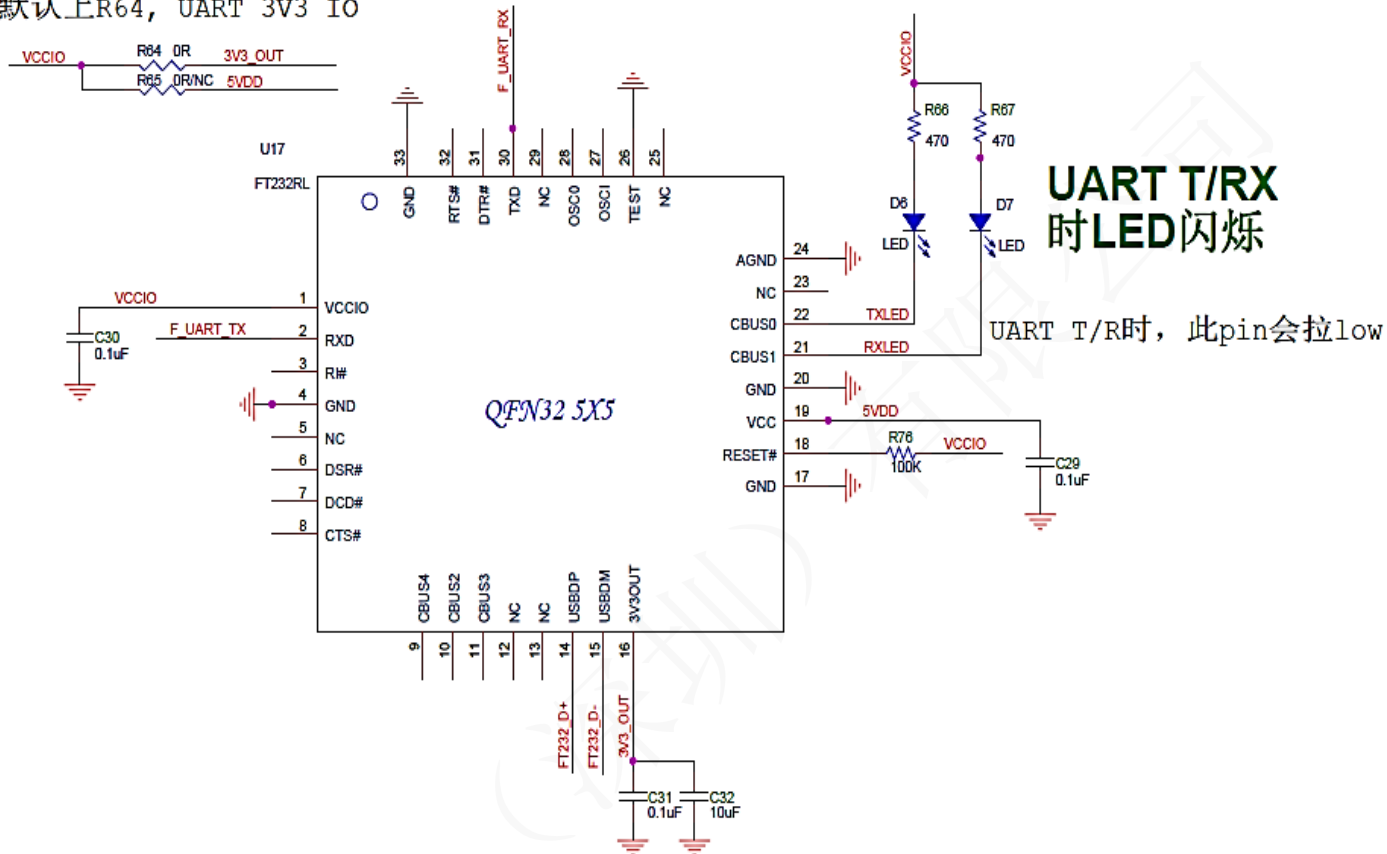 默认上R64, UART 3V3 IO
VCCIO
R64 0R
3V3_OUT
R65 0R/NC
5VDD
F_UART_RX
VCCIO
R66
470
R67
470
U17
FT232RL
33
32
31
30
29
28
27
26
25
GND
RTS#
DTR#
TXD
NC
OSC0
OSCI
TEST
NC
D6
LED
D7
LED
UART T/RX
时LED闪烁
AGND
24
NC
23
CBUS0
22
TXLED
CBUS1
21
RXLED
UART T/R时，此pin会拉low
GND
20
VCC
19
5VDD
RESET#
18
R76
100K
VCCIO
GND
17
C29
0.1uF
VCCIO
1
VCCIO
C30
0.1uF
F_UART_TX
2
RXD
3
RI#
4
GND
5
NC
6
DSR#
7
DCD#
8
CTS#
QFN32 5X5
CBUS4
CBUS2
CBUS3
NC
NC
USBDP
USBDM
3V3OUT
9
10
11
12
13
14
15
16
FT232_D+
FT232_D-
3V3_OUT
C31
0.1uF
C32
10uF
（深圳）有限公司